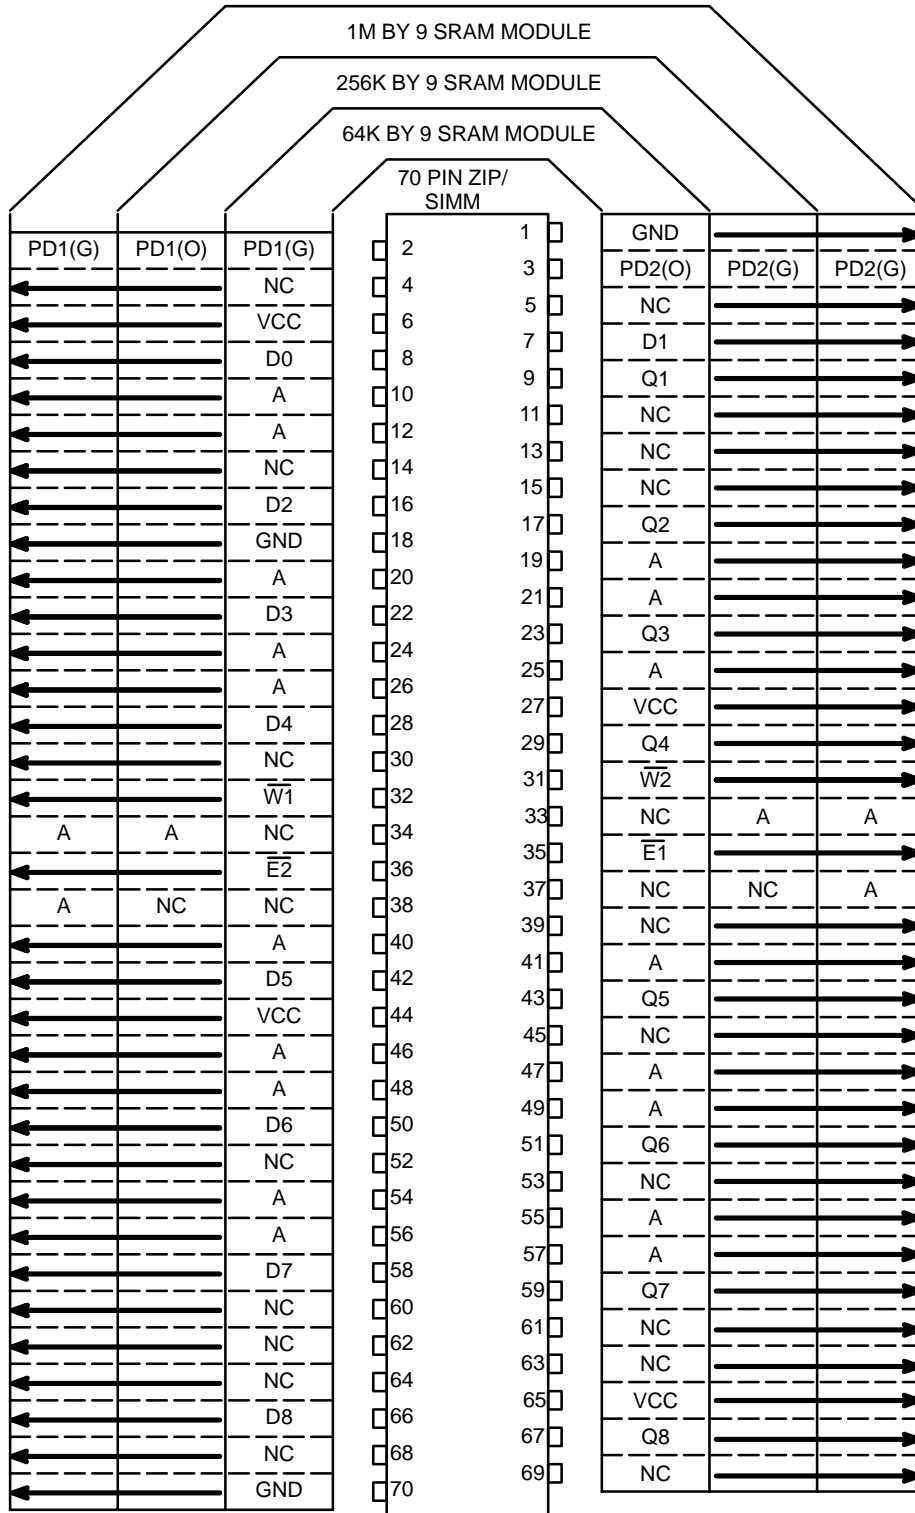 1M BY 9 SRAM MODULE
256K BY 9 SRAM MODULE
64K BY 9 SRAM MODULE
70 PIN ZIP/
SIMM
1 GND
PD1(G) PD1(O) PD1(G) 2
3 PD2(O) PD2(G) PD2(G)
NC 4
5 NC
VCC 6
7 D1
D0 8
9 Q1
A 10
11 NC
A 12
13 NC
NC 14
15 NC
D2 16
17 Q2
GND 18
19 A
A 20
21 A
D3 22
23 Q3
A 24
25 A
A 26
27 VCC
D4 28
29 Q4
NC 30
31 W̅2̅
W̅1̅ 32
33 NC A A
A A NC 34
35 E̅1̅
E̅2̅ 36
37 NC NC A
A NC NC 38
39 NC
A 40
41 A
D5 42
43 Q5
VCC 44
45 NC
A 46
47 A
A 48
49 A
D6 50
51 Q6
NC 52
53 NC
A 54
55 A
A 56
57 A
D7 58
59 Q7
NC 60
61 NC
NC 62
63 NC
NC 64
65 VCC
D8 66
67 Q8
NC 68
69 NC
GND 70